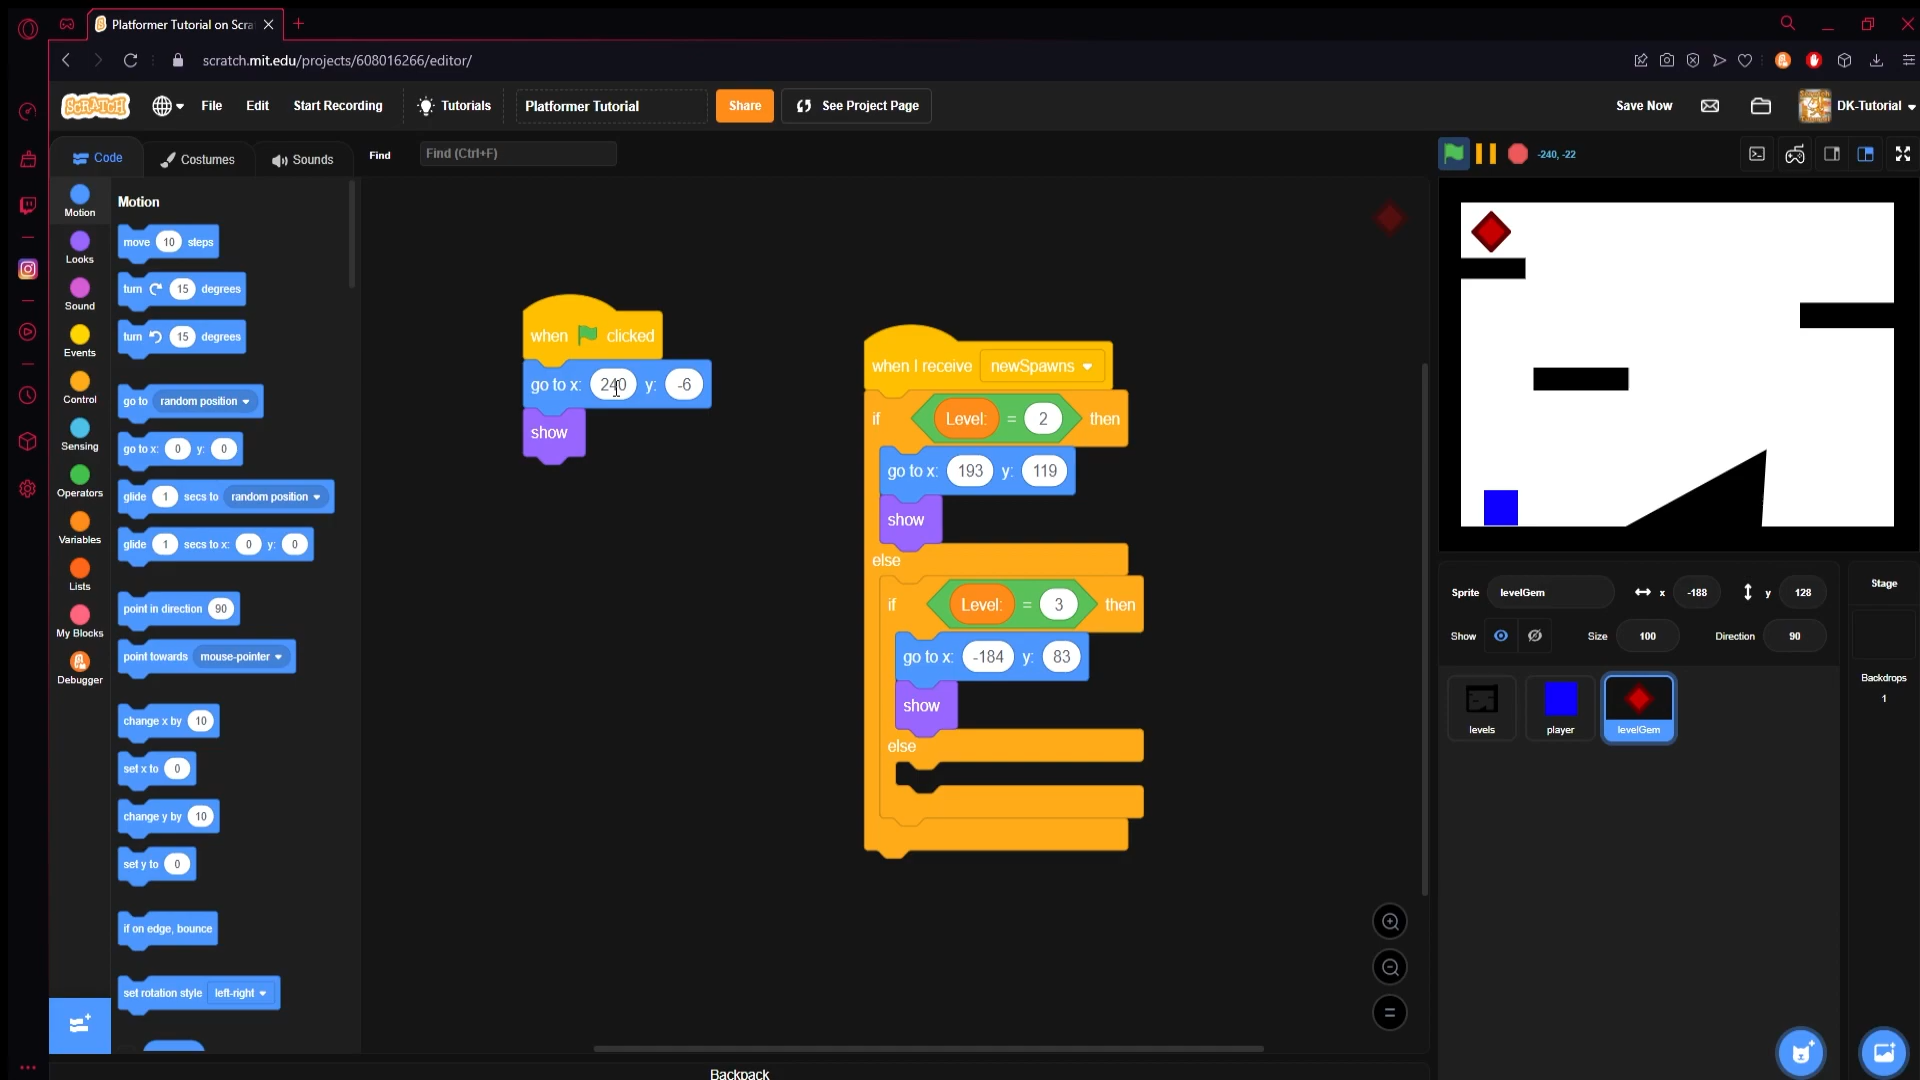 Platformer Tutorial on Scra
scratch.mit.edu/projects/608016266/editor/
SCRATCH
File
Edit
Start Recording
Tutorials
Platformer Tutorial
Share
See Project Page
Save Now
DK-Tutorial
Code
Costumes
Sounds
Find
Find (Ctrl+F)
-240, -22
Motion
Looks
Sound
Events
Control
Sensing
Operators
Variables
Lists
My Blocks
Debugger
Motion
move 10 steps
turn 15 degrees
turn 15 degrees
go to random position
go to x: 0 y: 0
glide 1 secs to random position
glide 1 secs to x: 0 y: 0
point in direction 90
point towards mouse-pointer
change x by 10
set x to 0
change y by 10
set y to 0
if on edge, bounce
set rotation style left-right
when clicked
go to x: 240 y: -6
show
when I receive newSpawns
if Level: = 2 then
go to x: 193 y: 119
show
else
if Level: = 3 then
go to x: -184 y: 83
show
else
Sprite levelGem x -188 y 128
Show Size 100 Direction 90
levels
player
levelGem
Stage
Backdrops
1
Backpack